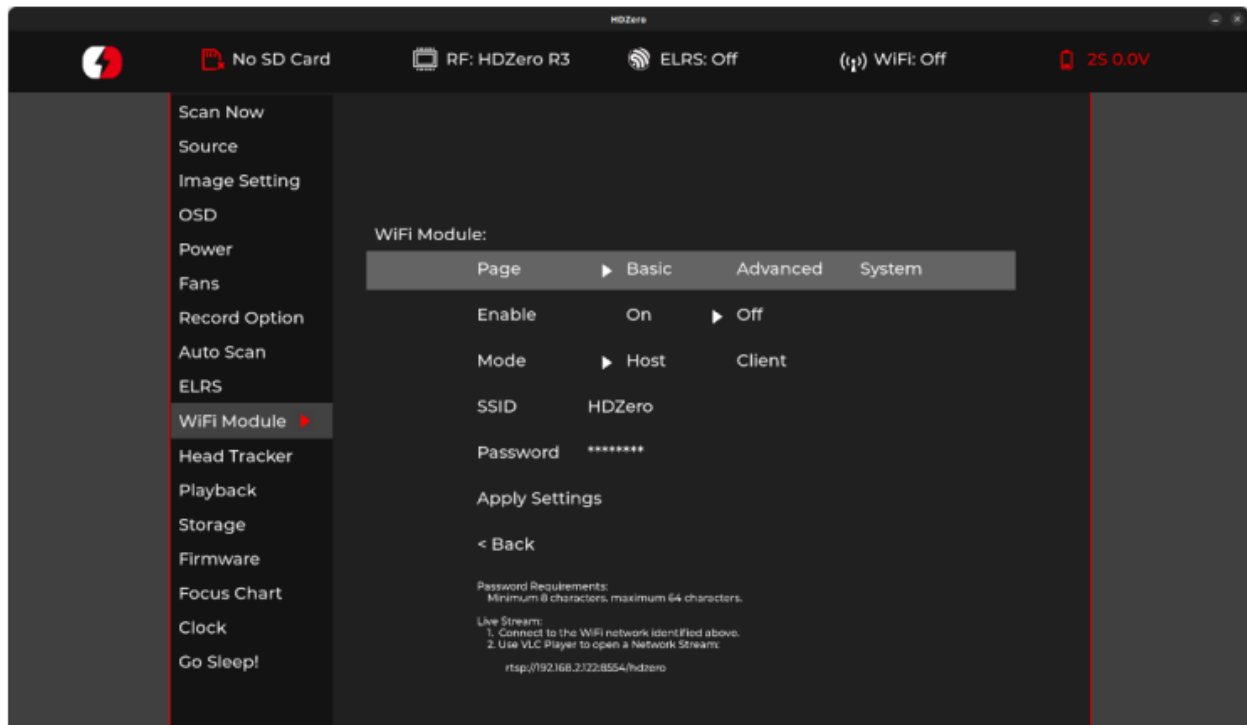 HDZero
No SD Card RF: HDZero R3 ELRS: Off WiFi: Off 2S 0.0V
Scan Now
Source
Image Setting
OSD
Power
Fans
Record Option
Auto Scan
ELRS
WiFi Module
Head Tracker
Playback
Storage
Firmware
Focus Chart
Clock
Go Sleep!
WiFi Module:
Page Basic Advanced System
Enable On Off
Mode Host Client
SSID HDZero
Password ********
Apply Settings
< Back
Password Requirements:
Minimum 8 characters, maximum 64 characters.
Live Stream:
1. Connect to the WiFi network identified above.
2. Use VLC Player to open a Network Stream:
rtsp://192.168.2.122:8554/hdzero